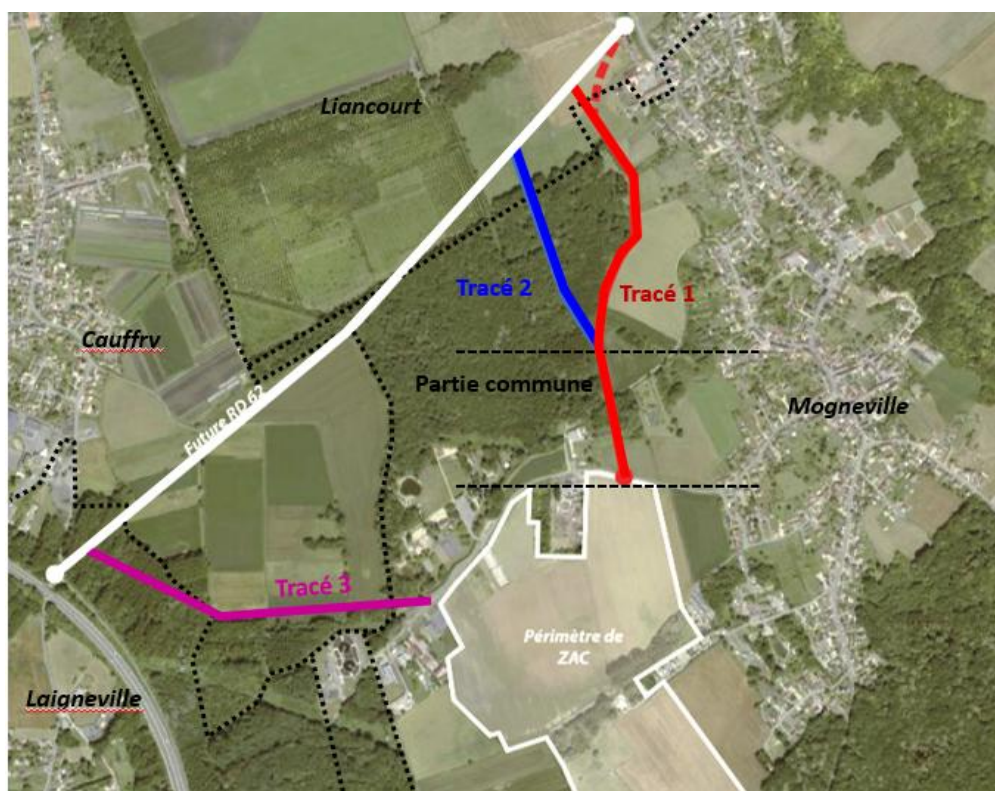 Liancourt
Tracé 2
Tracé 1
Cauffry
Partie commune
Mogneville
Future RD 62
Tracé 3
Périmètre de
ZAC
Laigneville